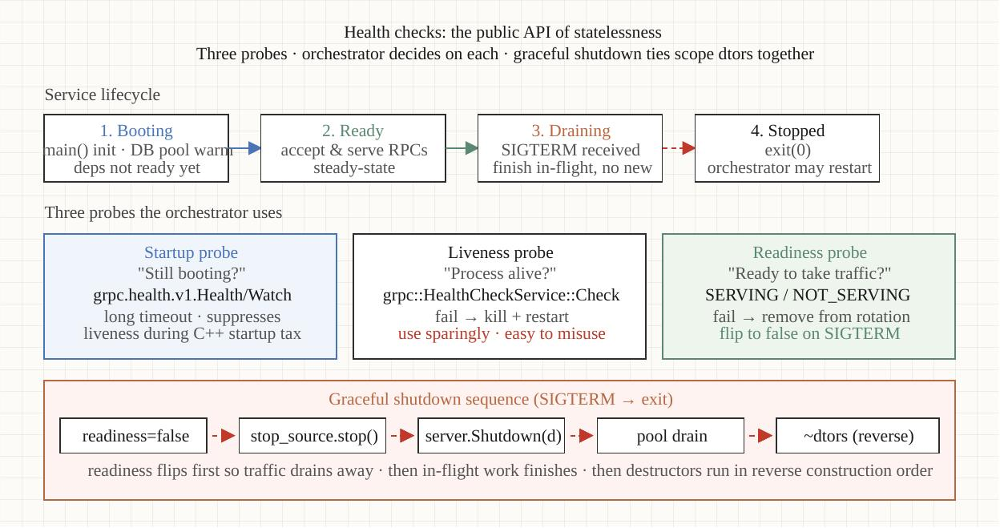 Health checks: the public API of statelessness
Three probes · orchestrator decides on each · graceful shutdown ties scope dtors together
Service lifecycle
1. Booting
main() init · DB pool warm
deps not ready yet
2. Ready
accept & serve RPCs
steady-state
3. Draining
SIGTERM received
finish in-flight, no new
4. Stopped
exit(0)
orchestrator may restart
Three probes the orchestrator uses
Startup probe
"Still booting?"
grpc.health.v1.Health/Watch
long timeout · suppresses
liveness during C++ startup tax
Liveness probe
"Process alive?"
grpc::HealthCheckService::Check
fail → kill + restart
use sparingly · easy to misuse
Readiness probe
"Ready to take traffic?"
SERVING / NOT_SERVING
fail → remove from rotation
flip to false on SIGTERM
Graceful shutdown sequence (SIGTERM → exit)
readiness=false
stop_source.stop()
server.Shutdown(d)
pool drain
~dtors (reverse)
readiness flips first so traffic drains away · then in-flight work finishes · then destructors run in reverse construction order